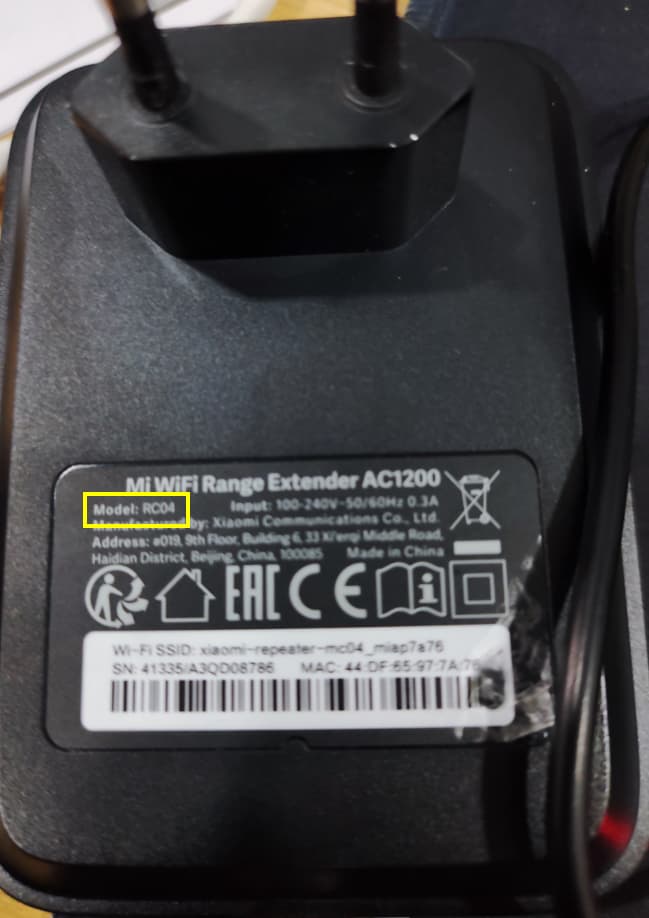 Mi WiFi Range Extender AC1200
Model: RC04 Input: 100-240V~50/60Hz 0.3A
Manufactured by: Xiaomi Communications Co., Ltd.
Address: #019, 9th Floor, Building 6, 33 Xi'erqi Middle Road,
Haidian District, Beijing, China, 100085 Made in China
EAC CE
Wi-Fi SSID: xiaomi-repeater-mc04_miap7a76
SN: 41335/A3QD08786 MAC: 44:DF:65:97:7A:76